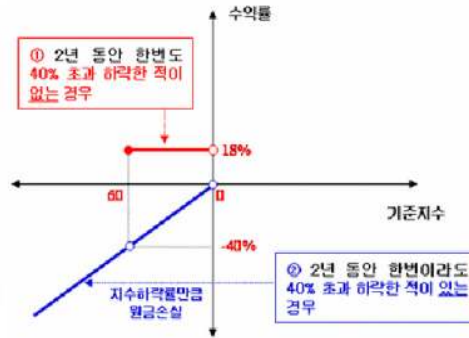 수익률
① 2년 동안 한번도
40% 초과 하락한 적이
없는 경우
18%
60
0
기준지수
-40%
② 2년 동안 한번이라도
40% 초과 하락한 적이 있는
경우
지수하락률만큼
원금손실